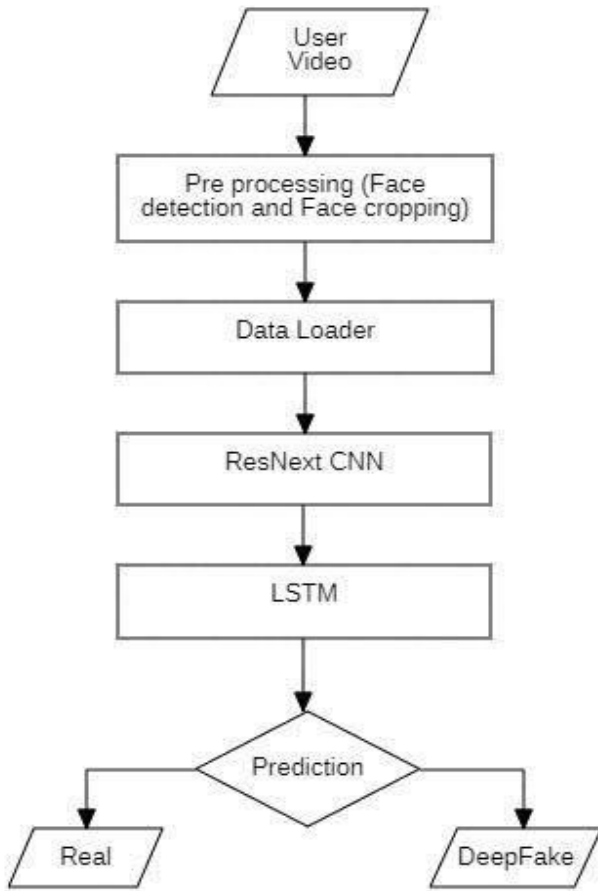 User
Video
Pre processing (Face
detection and Face cropping)
Data Loader
ResNext CNN
LSTM
Prediction
Real
DeepFake